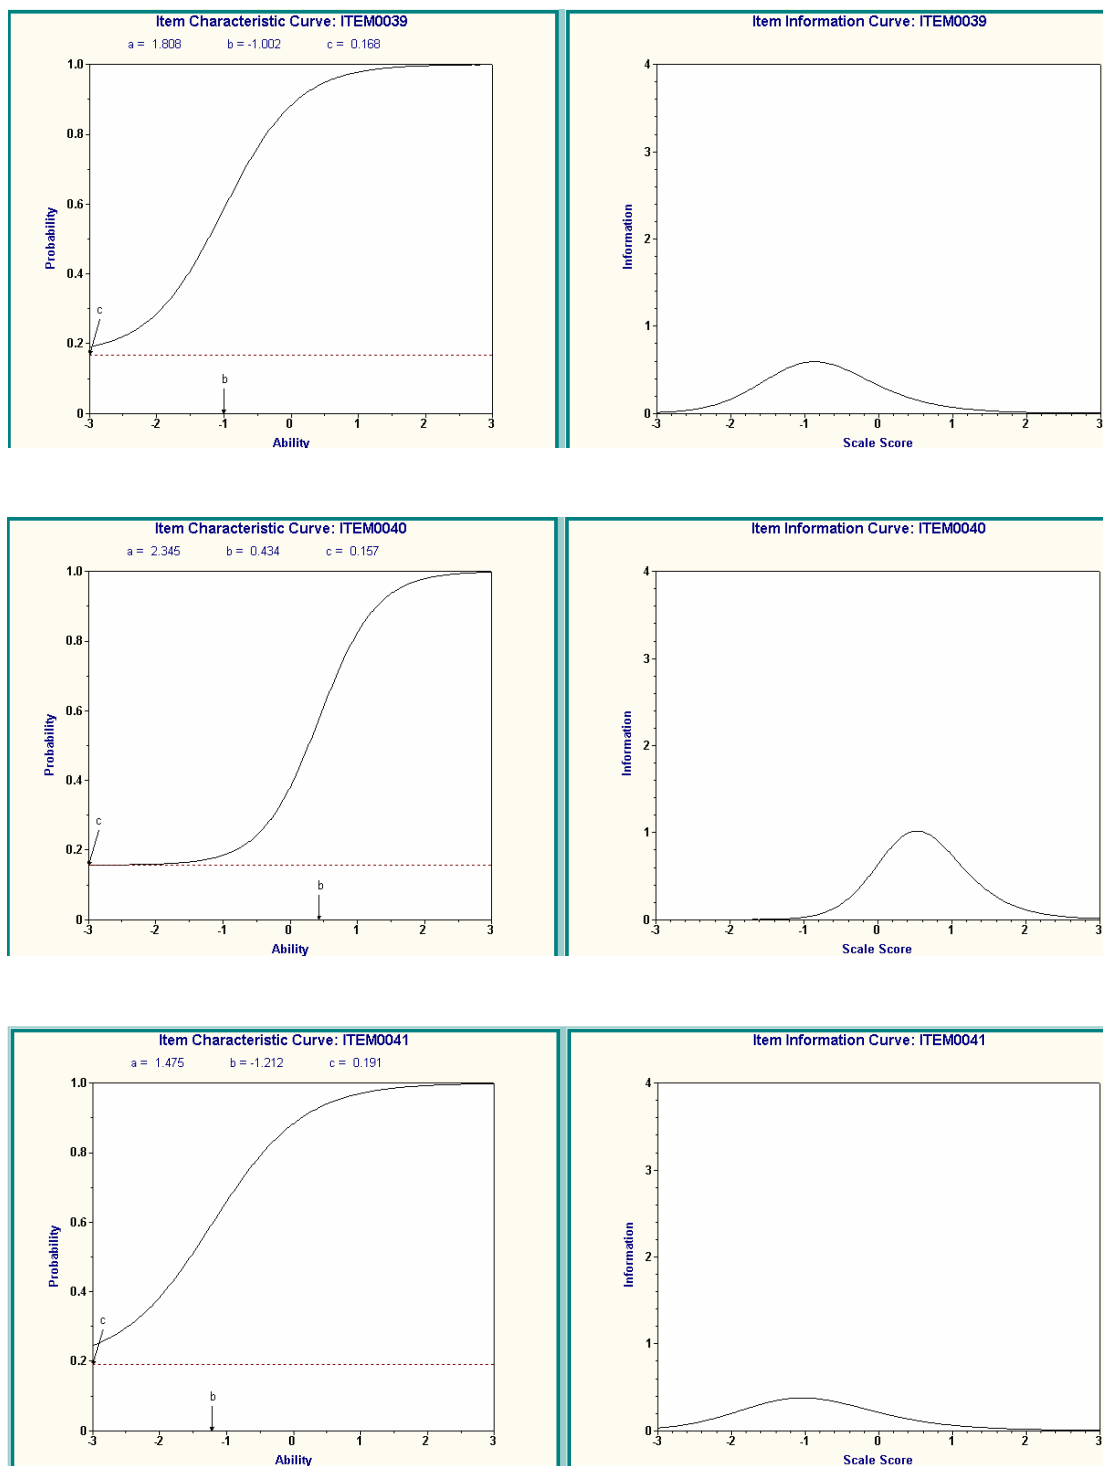 Item Characteristic Curve: ITEM0039
a = 1.808 b = -1.002 c = 0.168
1.0
0.8
0.6
0.4
0.2
0
Probability
c
b
-3 -2 -1 0 1 2 3
Ability
Item Information Curve: ITEM0039
4
3
2
1
0
Information
-3 -2 -1 0 1 2 3
Scale Score
Item Characteristic Curve: ITEM0040
a = 2.345 b = 0.434 c = 0.157
1.0
0.8
0.6
0.4
0.2
0
Probability
c
b
-3 -2 -1 0 1 2 3
Ability
Item Information Curve: ITEM0040
4
3
2
1
0
Information
-3 -2 -1 0 1 2 3
Scale Score
Item Characteristic Curve: ITEM0041
a = 1.475 b = -1.212 c = 0.191
1.0
0.8
0.6
0.4
0.2
0
Probability
c
b
-3 -2 -1 0 1 2 3
Ability
Item Information Curve: ITEM0041
4
3
2
1
0
Information
-3 -2 -1 0 1 2 3
Scale Score